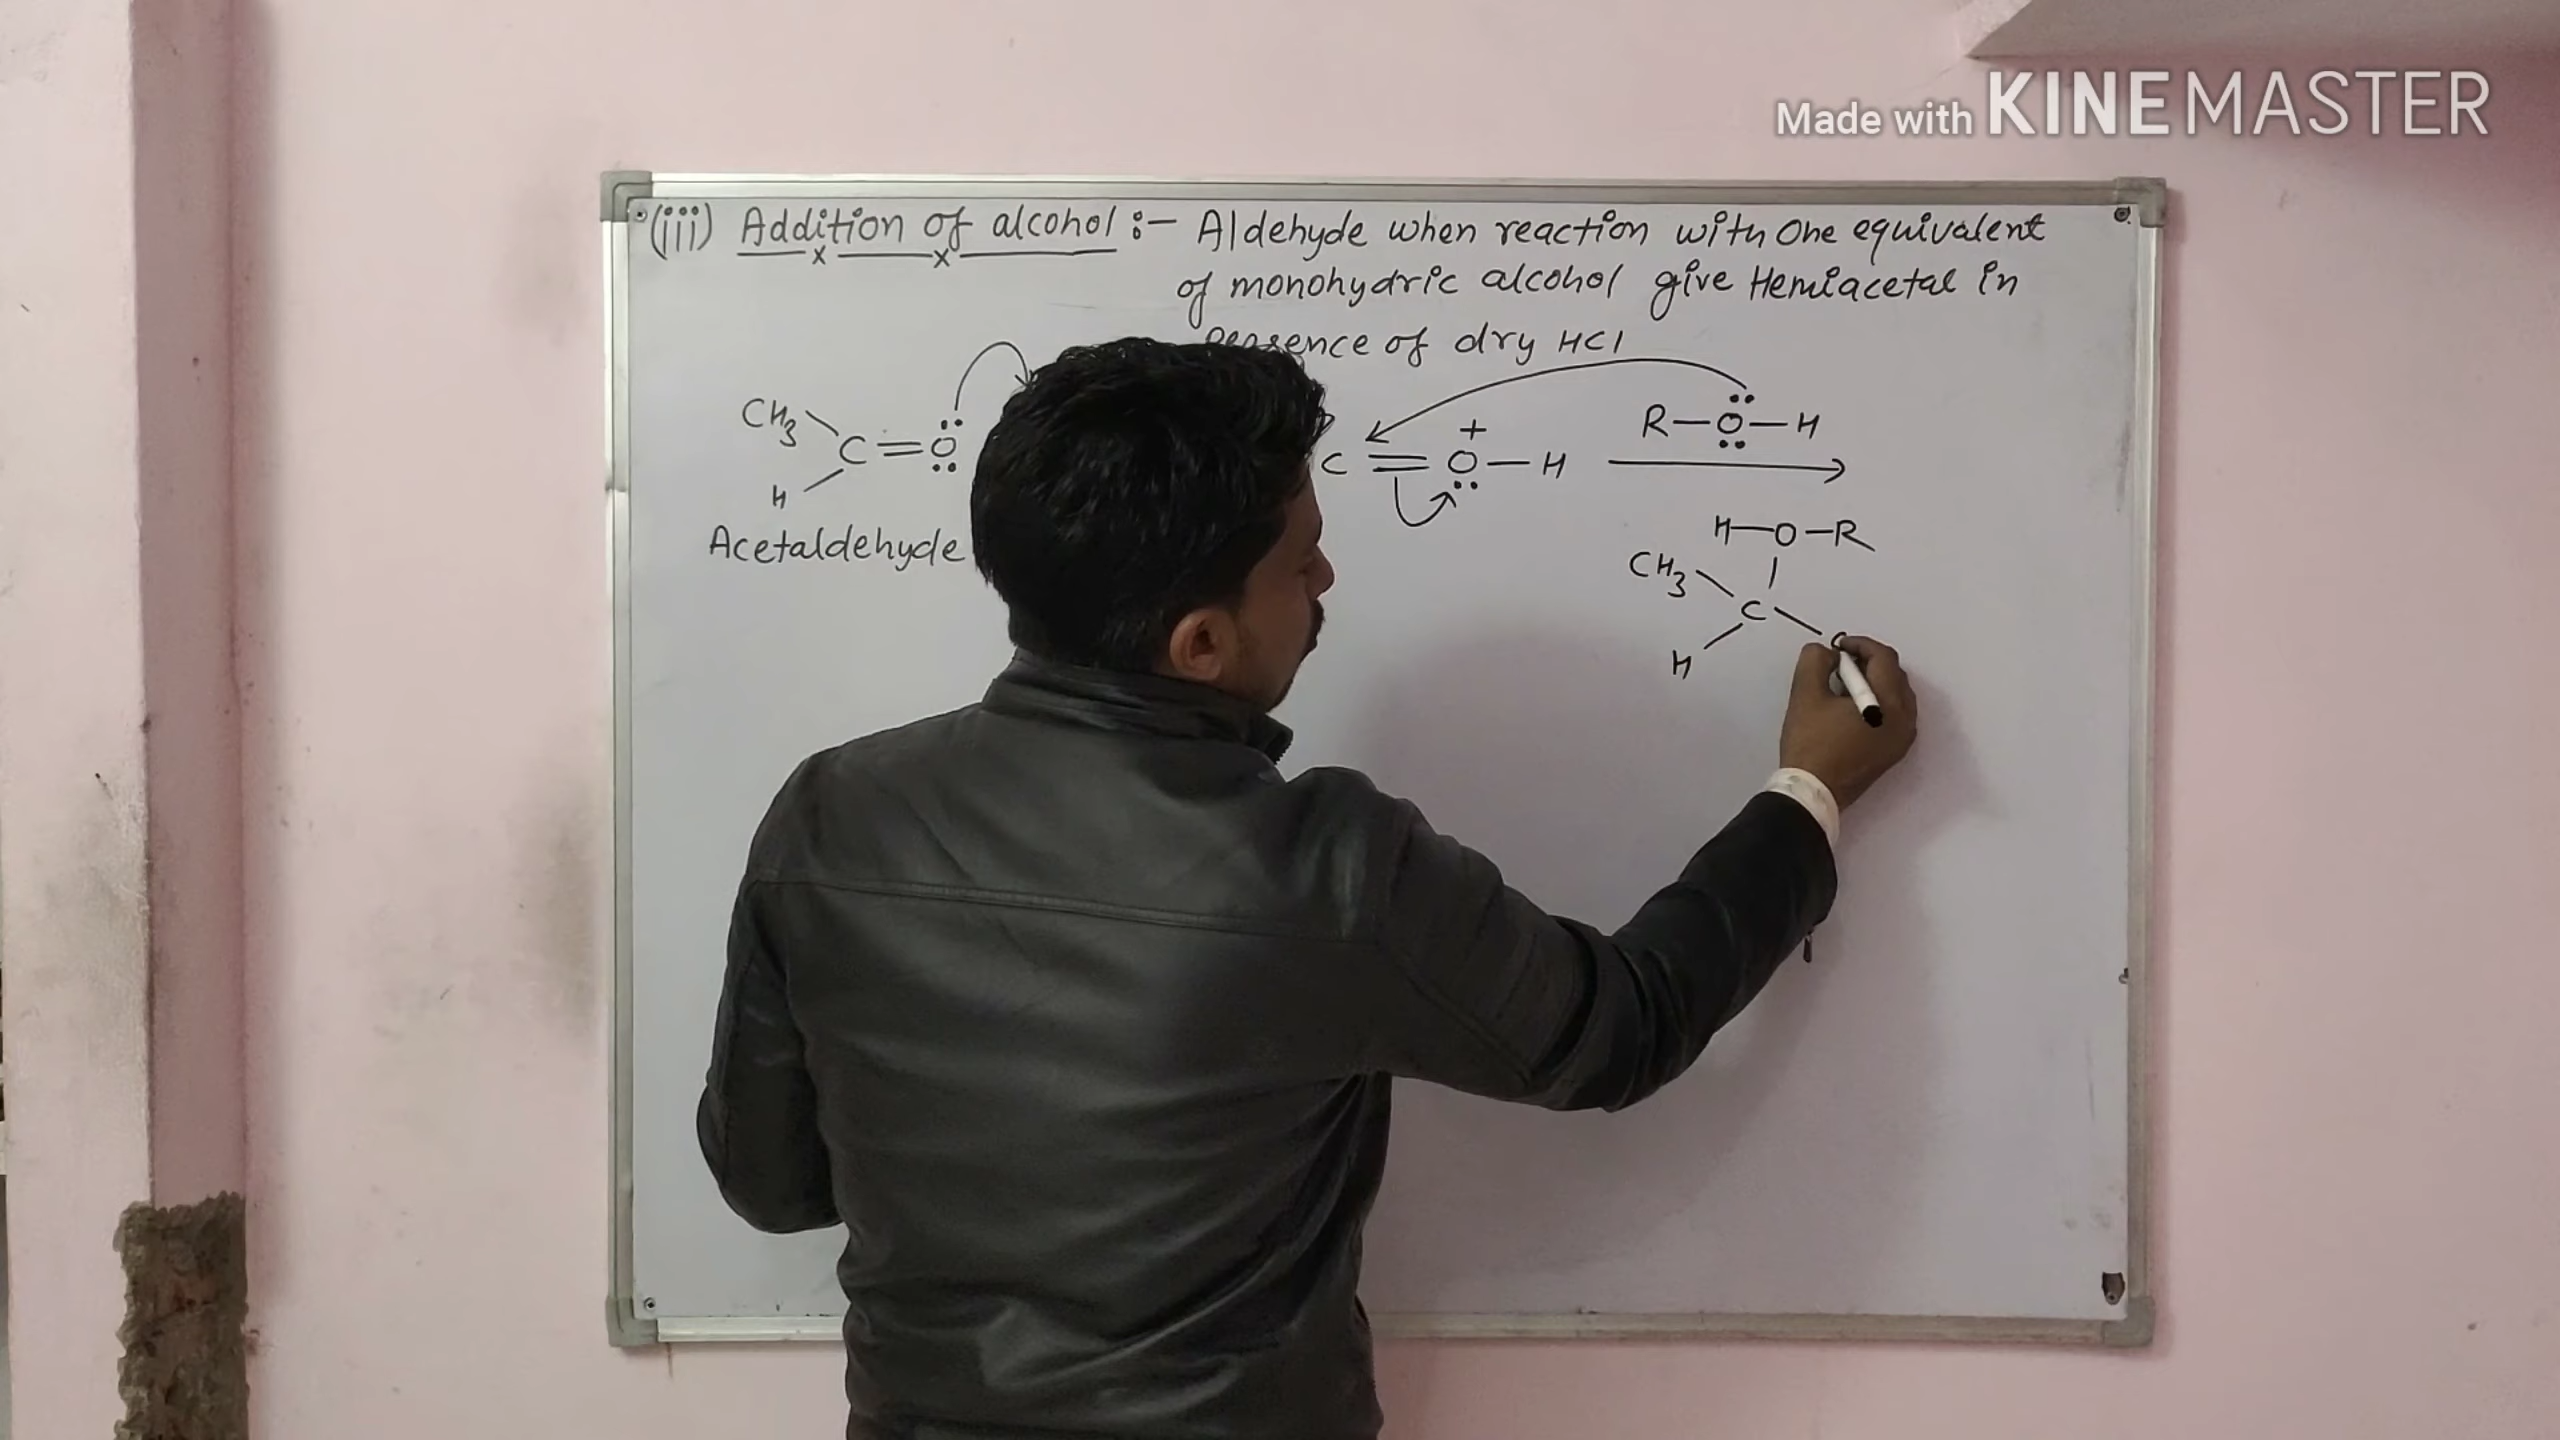 Made with KINEMASTER
(iii) Addition of alcohol :- Aldehyde when reaction with One equivalent
of monohydric alcohol give Hemiacetal in
of dry HCl
CH3
H
C=O
Acetaldehyde
C=O-H
+
R-O-H
H-O-R
CH3
C
H